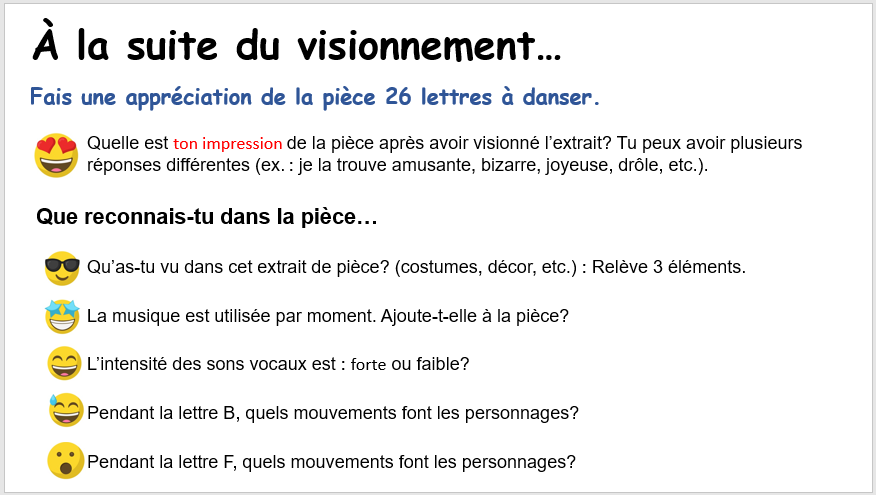 À la suite du visionnement…
Fais une appréciation de la pièce 26 lettres à danser.
Quelle est ton impression de la pièce après avoir visionné l’extrait? Tu peux avoir plusieurs
réponses différentes (ex. : je la trouve amusante, bizarre, joyeuse, drôle, etc.).
Que reconnais-tu dans la pièce…
Qu’as-tu vu dans cet extrait de pièce? (costumes, décor, etc.) : Relève 3 éléments.
La musique est utilisée par moment. Ajoute-t-elle à la pièce?
L’intensité des sons vocaux est : forte ou faible?
Pendant la lettre B, quels mouvements font les personnages?
Pendant la lettre F, quels mouvements font les personnages?